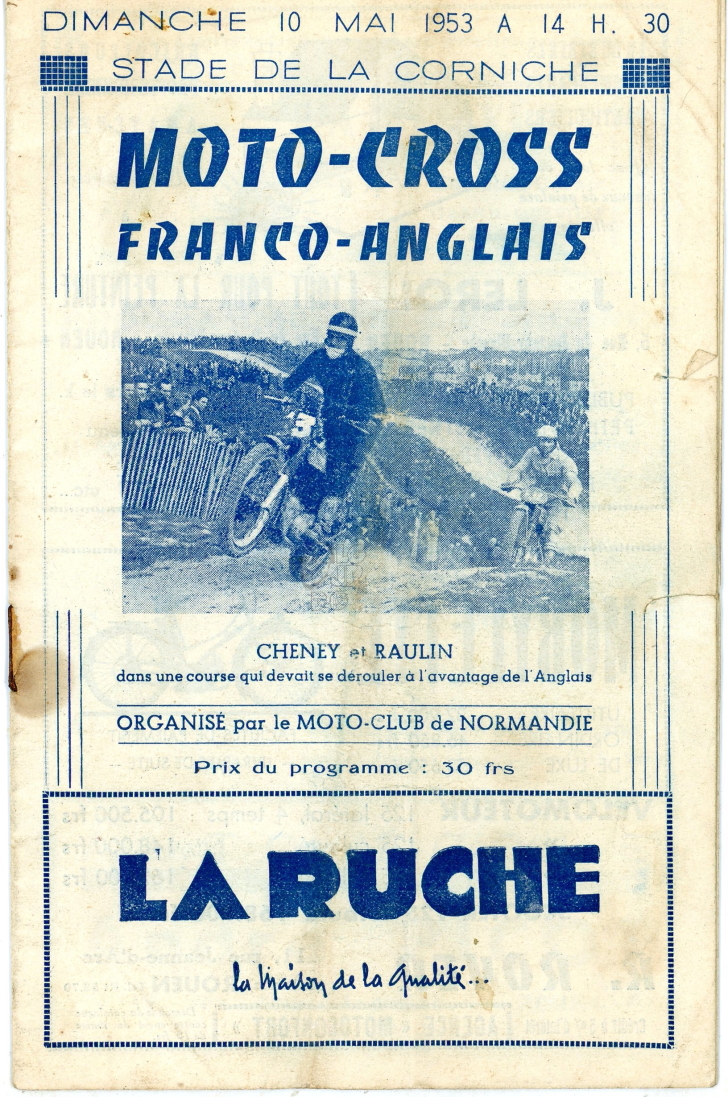 DIMANCHE 10 MAI 1953 A 14 H. 30
STADE DE LA CORNICHE
MOTO-CROSS
FRANCO-ANGLAIS
3
CHENEY et RAULIN
dans une course qui devait se dérouler à l'avantage de l'Anglais
ORGANISÉ par le MOTO-CLUB de NORMANDIE
Prix du programme : 30 frs
LA RUCHE
la Maison de la Qualité...